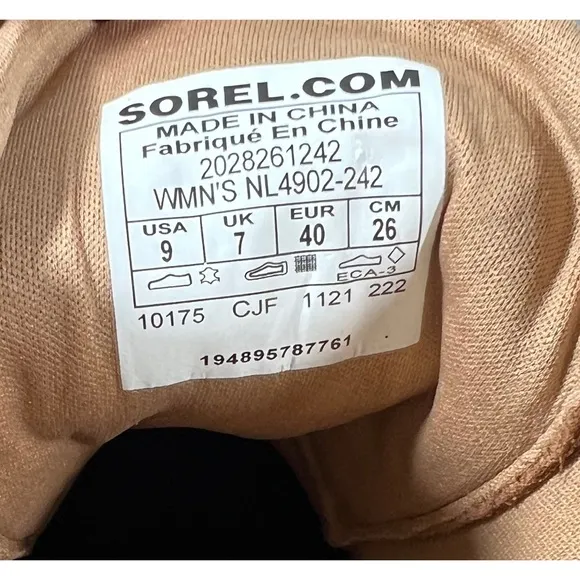 SOREL.COM
MADE IN CHINA
Fabriqué En Chine
2028261242
WMN'S NL4902-242
USA UK EUR CM
9 7 40 26
ECA-3
10175 CJF 1121 222
194895787761